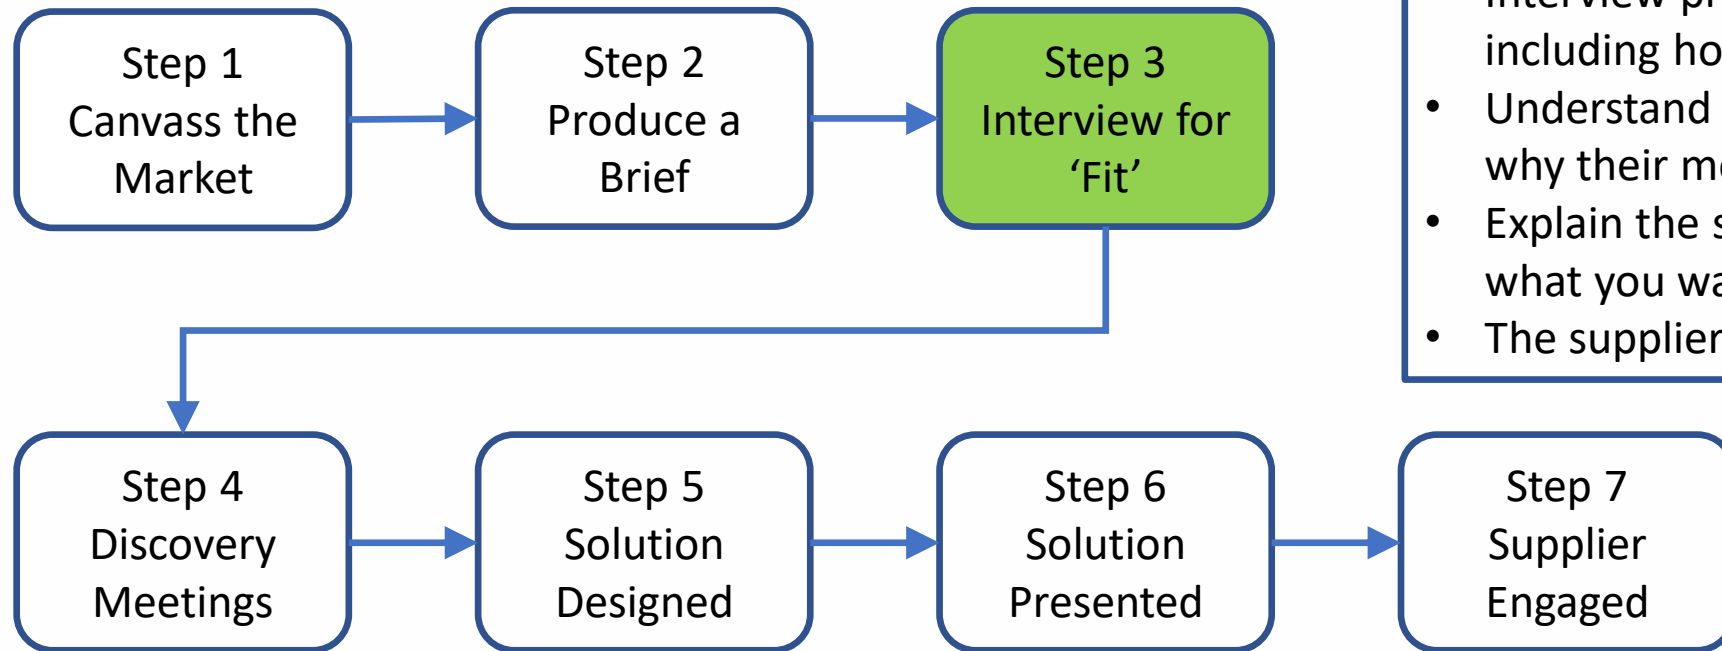 Step 1
Canvass the
Market
Step 2
Produce a
Brief
Step 3
Interview for
‘Fit’
including
• Understand
why their
• Explain the
what you
• The supplier
Step 4
Discovery
Meetings
Step 5
Solution
Designed
Step 6
Solution
Presented
Step 7
Supplier
Engaged